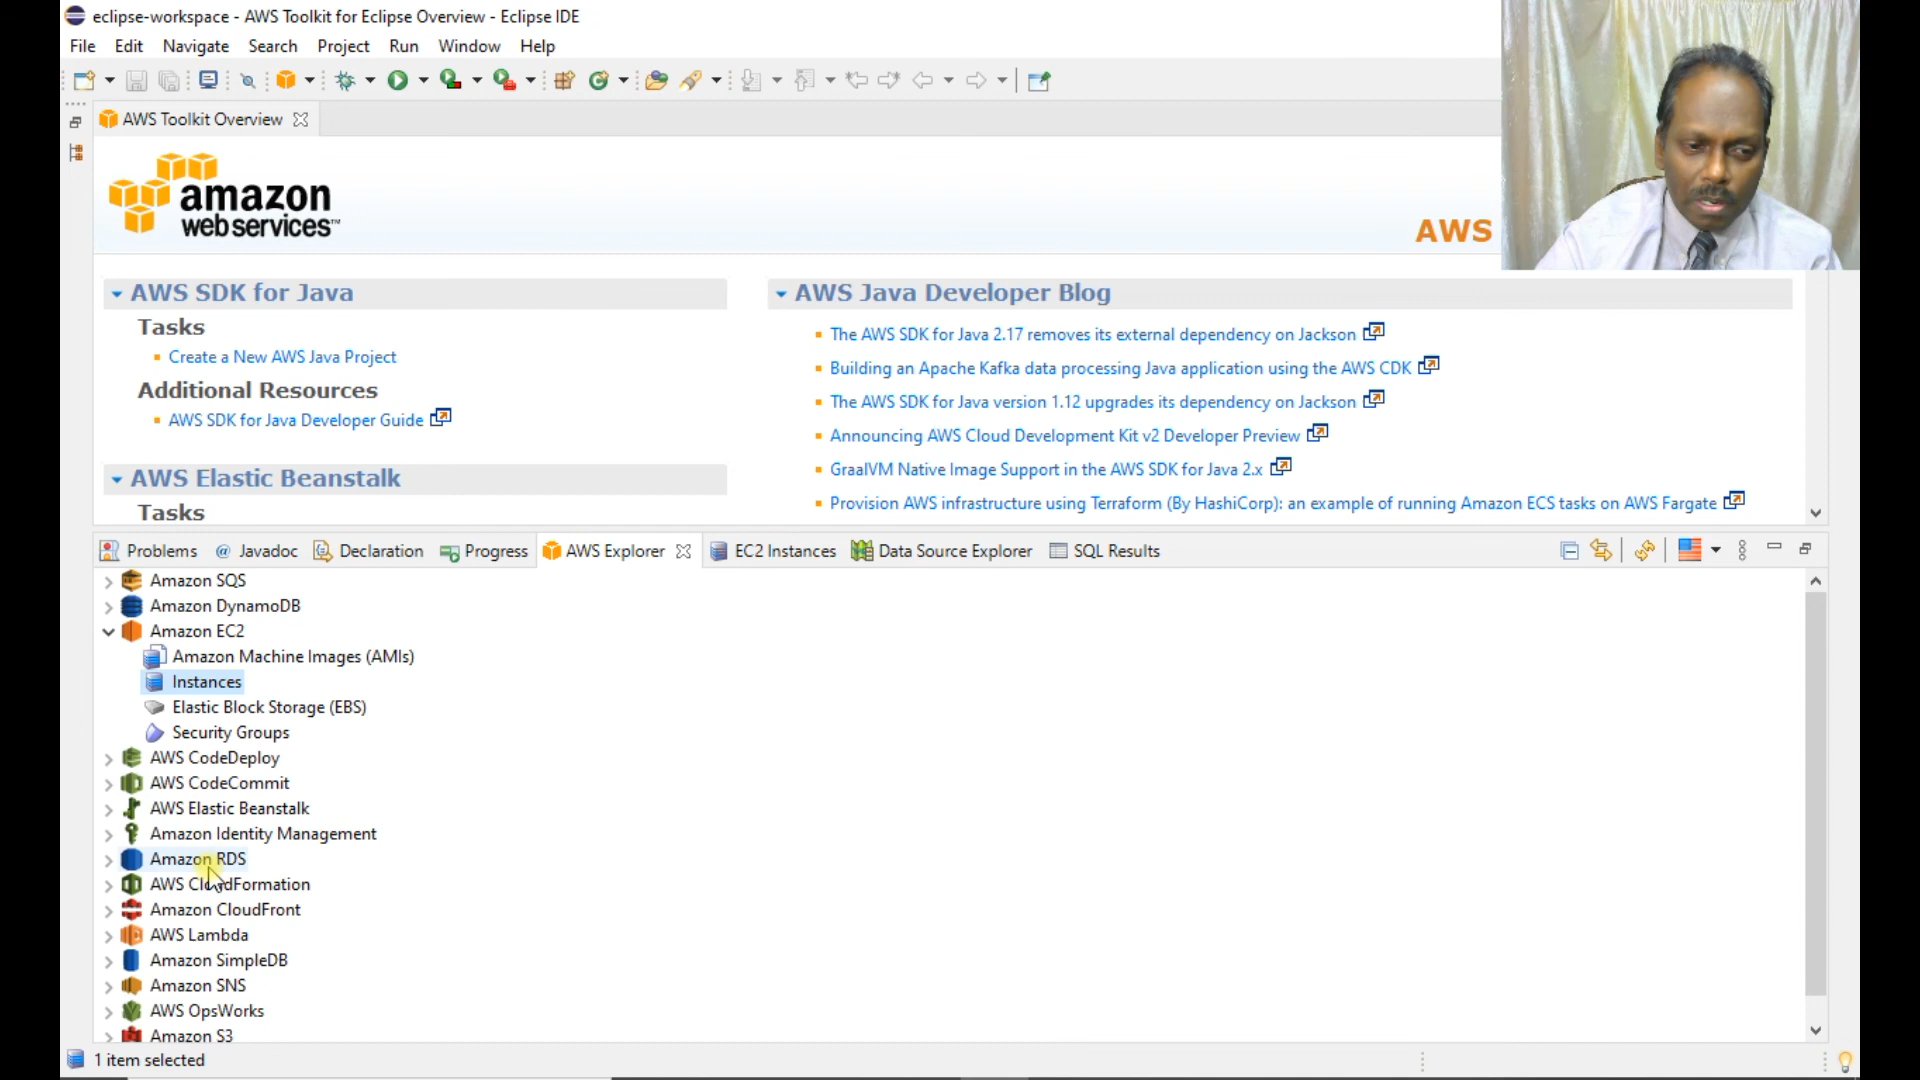 eclipse-workspace - AWS Toolkit for Eclipse Overview - Eclipse IDE
File Edit Navigate Search Project Run Window Help
AWS Toolkit Overview
amazon
web services™
AWS
AWS SDK for Java
Tasks
Create a New AWS Java Project
Additional Resources
AWS SDK for Java Developer Guide
AWS Elastic Beanstalk
Tasks
AWS Java Developer Blog
The AWS SDK for Java 2.17 removes its external dependency on Jackson
Building an Apache Kafka data processing Java application using the AWS CDK
The AWS SDK for Java version 1.12 upgrades its dependency on Jackson
Announcing AWS Cloud Development Kit v2 Developer Preview
GraalVM Native Image Support in the AWS SDK for Java 2.x
Provision AWS infrastructure using Terraform (By HashiCorp): an example of running Amazon ECS tasks on AWS Fargate
Problems @ Javadoc Declaration Progress AWS Explorer EC2 Instances Data Source Explorer SQL Results
Amazon SQS
Amazon DynamoDB
Amazon EC2
Amazon Machine Images (AMIs)
Instances
Elastic Block Storage (EBS)
Security Groups
AWS CodeDeploy
AWS CodeCommit
AWS Elastic Beanstalk
Amazon Identity Management
Amazon RDS
AWS CloudFormation
Amazon CloudFront
AWS Lambda
Amazon SimpleDB
Amazon SNS
AWS OpsWorks
Amazon S3
1 item selected